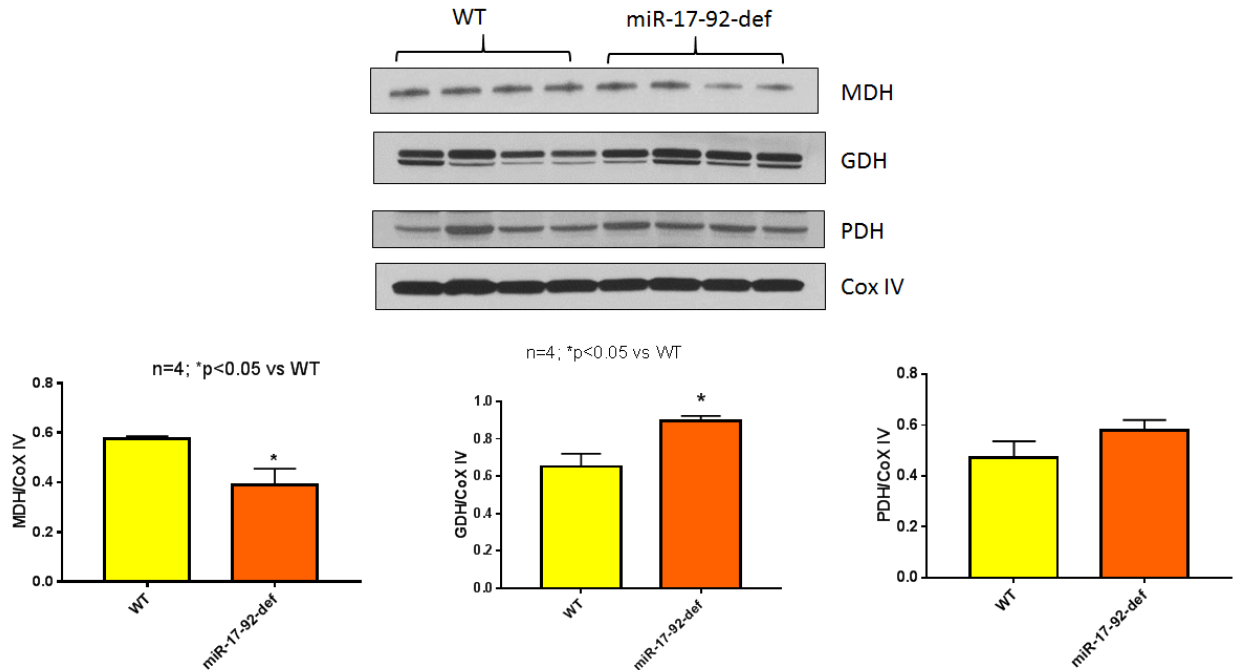 WT
miR-17-92-def
MDH
GDH
PDH
Cox IV
n=4; *p<0.05 vs WT
MDH/CoX IV
0.8
0.6
0.4
0.2
0.0
*
WT
miR-17-92-def
n=4; *p<0.05 vs WT
GDH/CoX IV
1.0
0.8
0.6
0.4
0.2
0.0
*
WT
miR-17-92-def
PDH/CoX IV
0.8
0.6
0.4
0.2
0.0
WT
miR-17-92-def